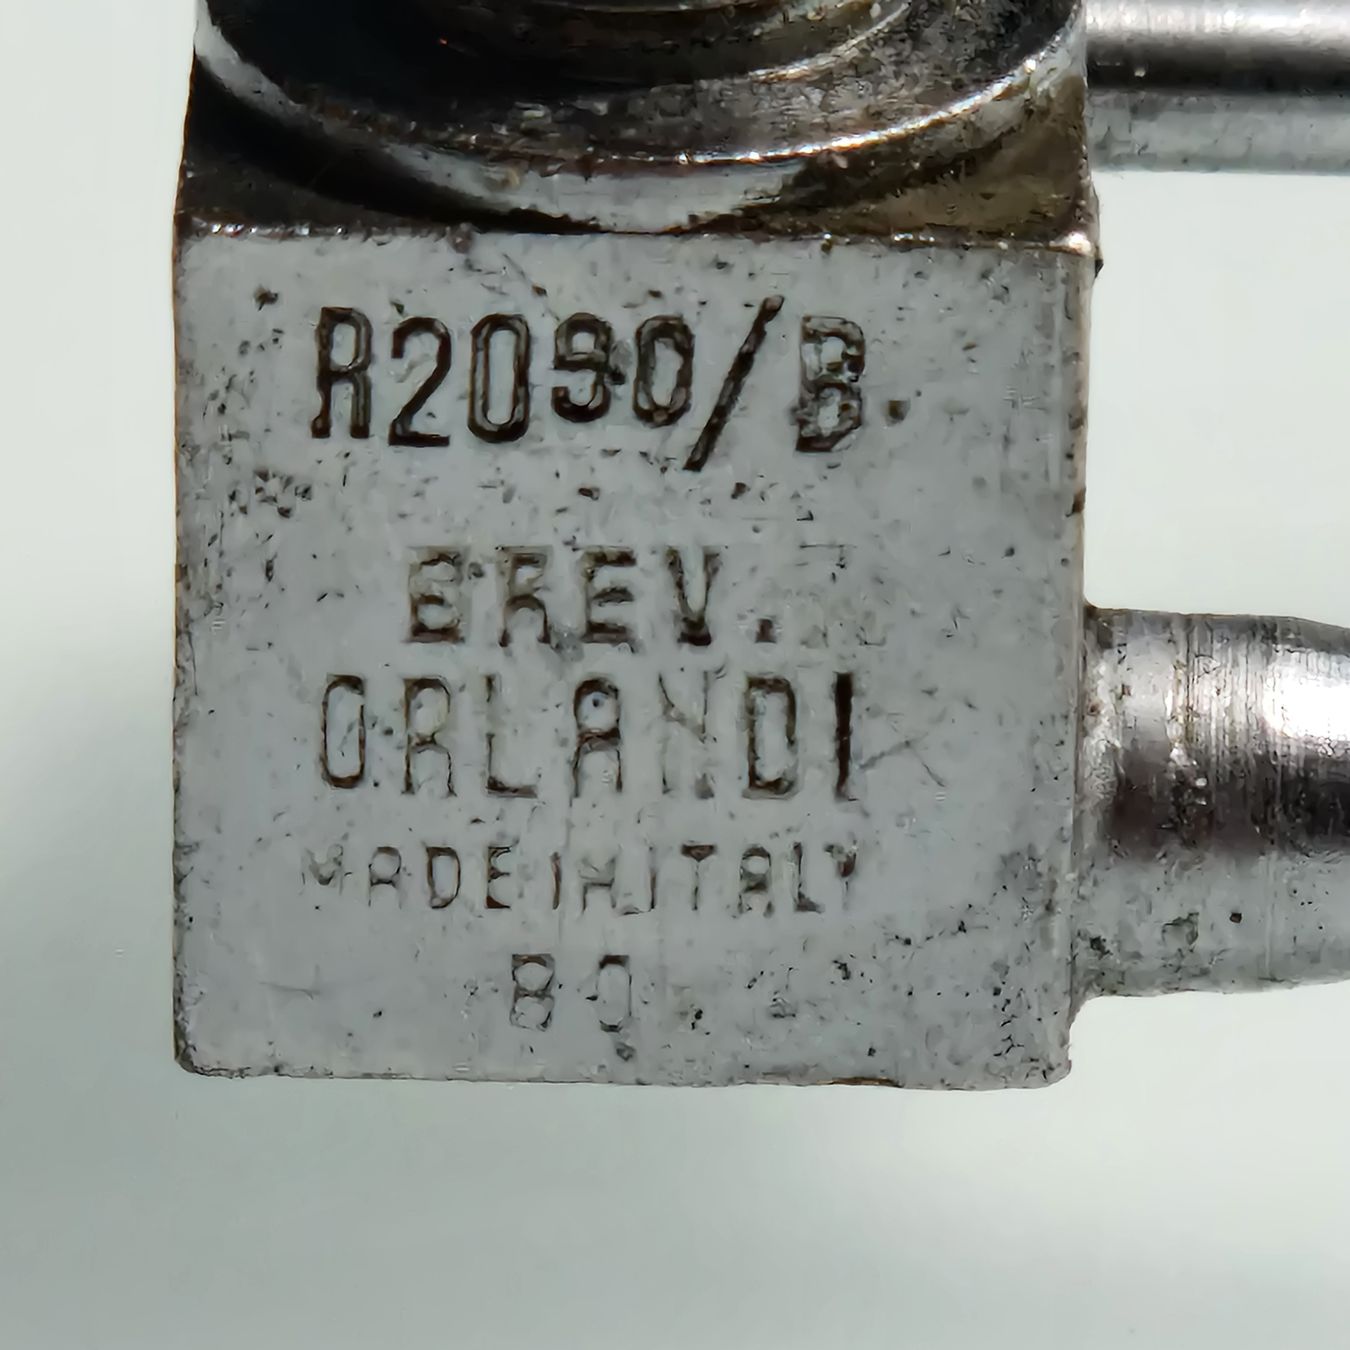 R2090/B.
BREV.
ORLANDI
MADE IN ITALY
80